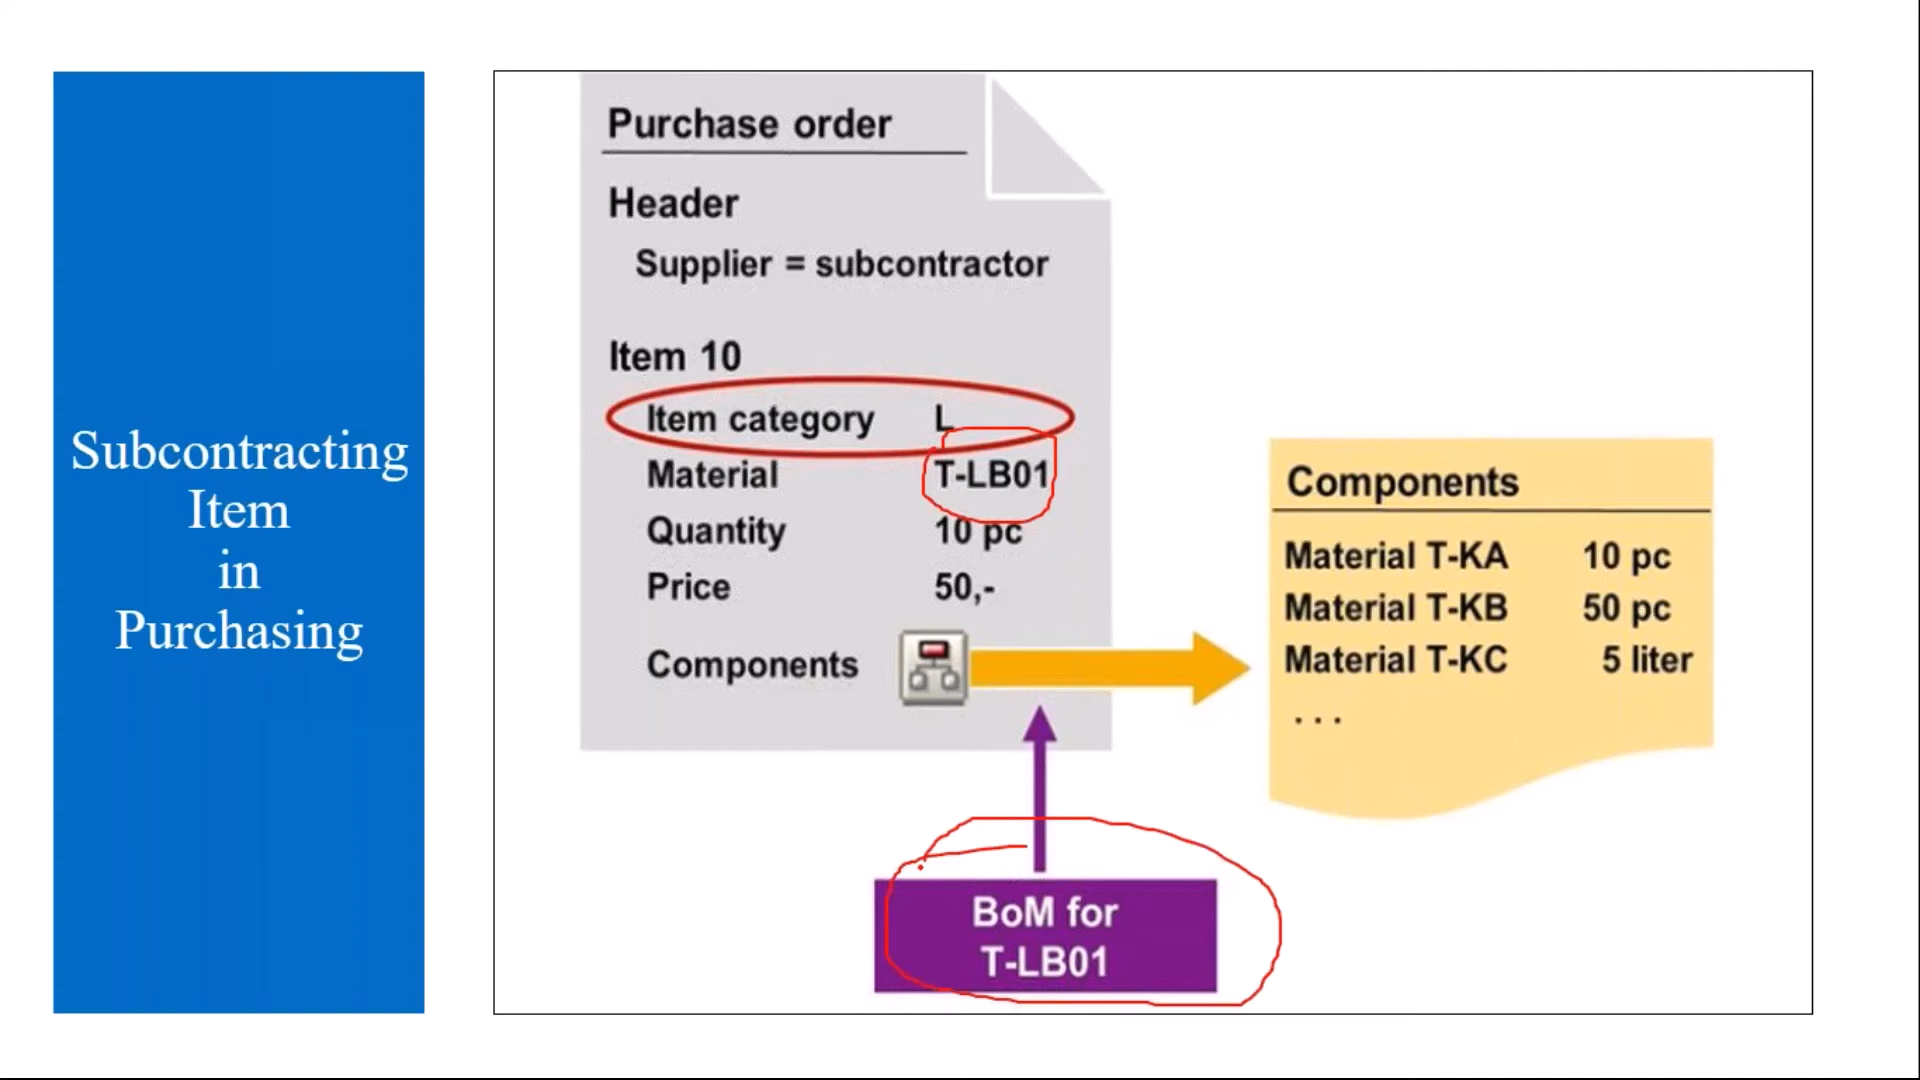 Subcontracting
Item
in
Purchasing
Purchase order
Header
Supplier = subcontractor
Item 10
Item category L
Material T-LB01
Quantity 10 pc
Price 50,-
Components
Components
Material T-KA 10 pc
Material T-KB 50 pc
Material T-KC 5 liter
. . .
BoM for
T-LB01